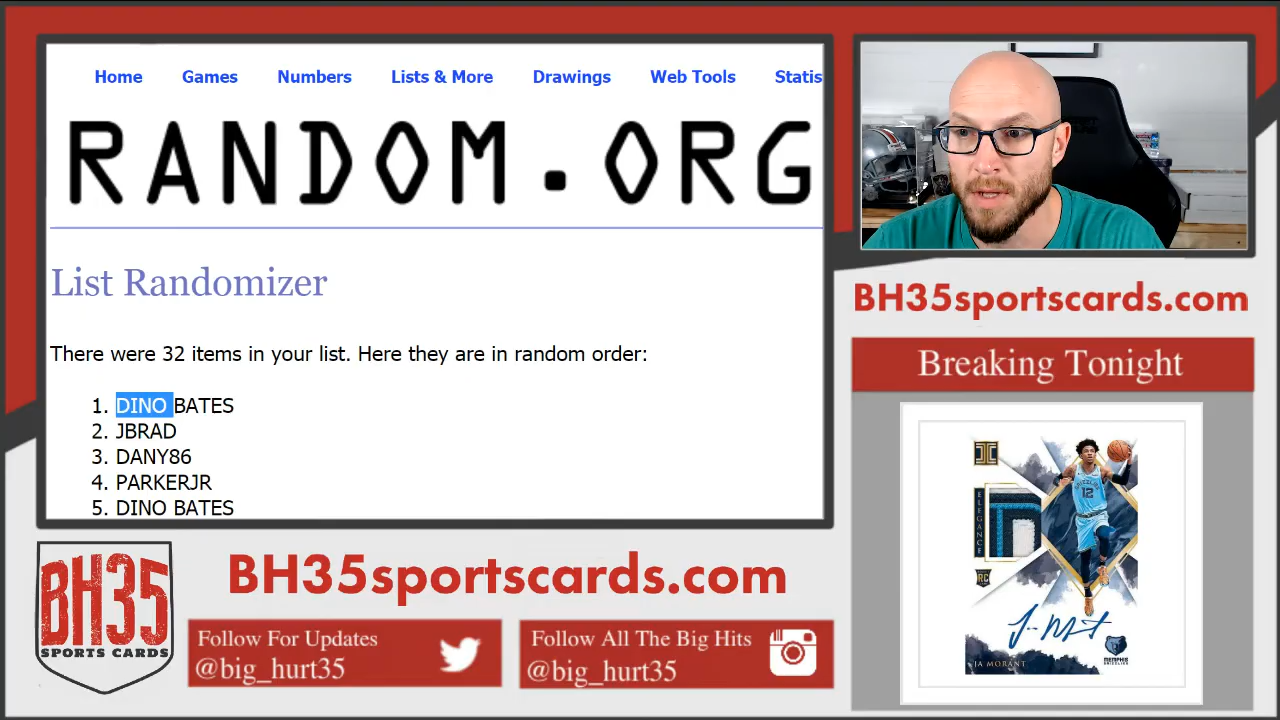 Home Games Numbers Lists & More Drawings Web Tools Statis
RANDOM.ORG
List Randomizer
There were 32 items in your list. Here they are in random order:
1. DINO BATES
2. JBRAD
3. DANY86
4. PARKERJR
5. DINO BATES
BH35sportscards.com
Breaking Tonight
ELEGANCE
12
RC
JA MORANT
MEMPHIS
GRIZZLIES
BH35
SPORTS CARDS
BH35sportscards.com
Follow For Updates
@big_hurt35
Follow All The Big Hits
@big_hurt35